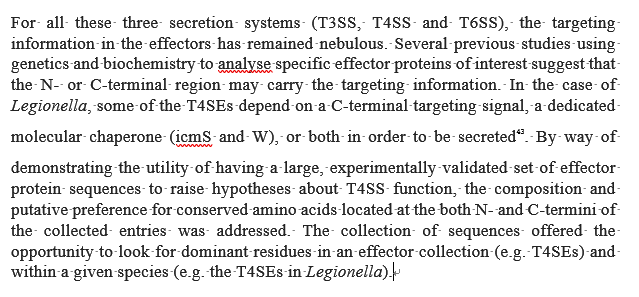 For all these three secretion systems (T3SS, T4SS and T6SS), the targeting
information in the effectors has remained nebulous. Several previous studies using
genetics and biochemistry to analyse specific effector proteins of interest suggest that
the N- or C-terminal region may carry the targeting information. In the case of
Legionella, some of the T4SEs depend on a C-terminal targeting signal, a dedicated
molecular chaperone (icmS and W), or both in order to be secreted⁴³. By way of
demonstrating the utility of having a large, experimentally validated set of effector
protein sequences to raise hypotheses about T4SS function, the composition and
putative preference for conserved amino acids located at the both N- and C-termini of
the collected entries was addressed. The collection of sequences offered the
opportunity to look for dominant residues in an effector collection (e.g. T4SEs) and
within a given species (e.g. the T4SEs in Legionella).